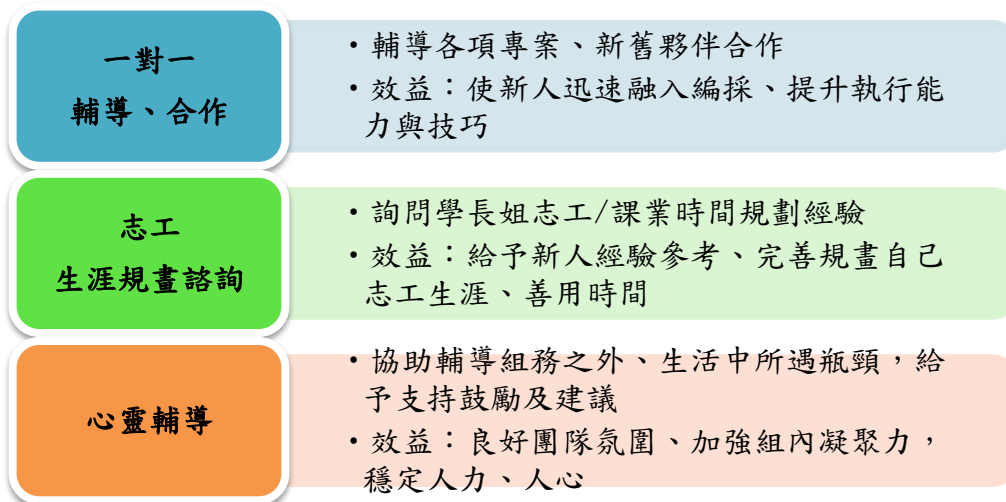 一對一
輔導、合作
•輔導各項專案、新舊夥伴合作
•效益：使新人迅速融入編採、提升執行能
力與技巧
志工
生涯規畫諮詢
•詢問學長姐志工/課業時間規劃經驗
•效益：給予新人經驗參考、完善規畫自己
志工生涯、善用時間
心靈輔導
•協助輔導組務之外、生活中所遇瓶頸，給
予支持鼓勵及建議
•效益：良好團隊氛圍、加強組內凝聚力，
穩定人力、人心